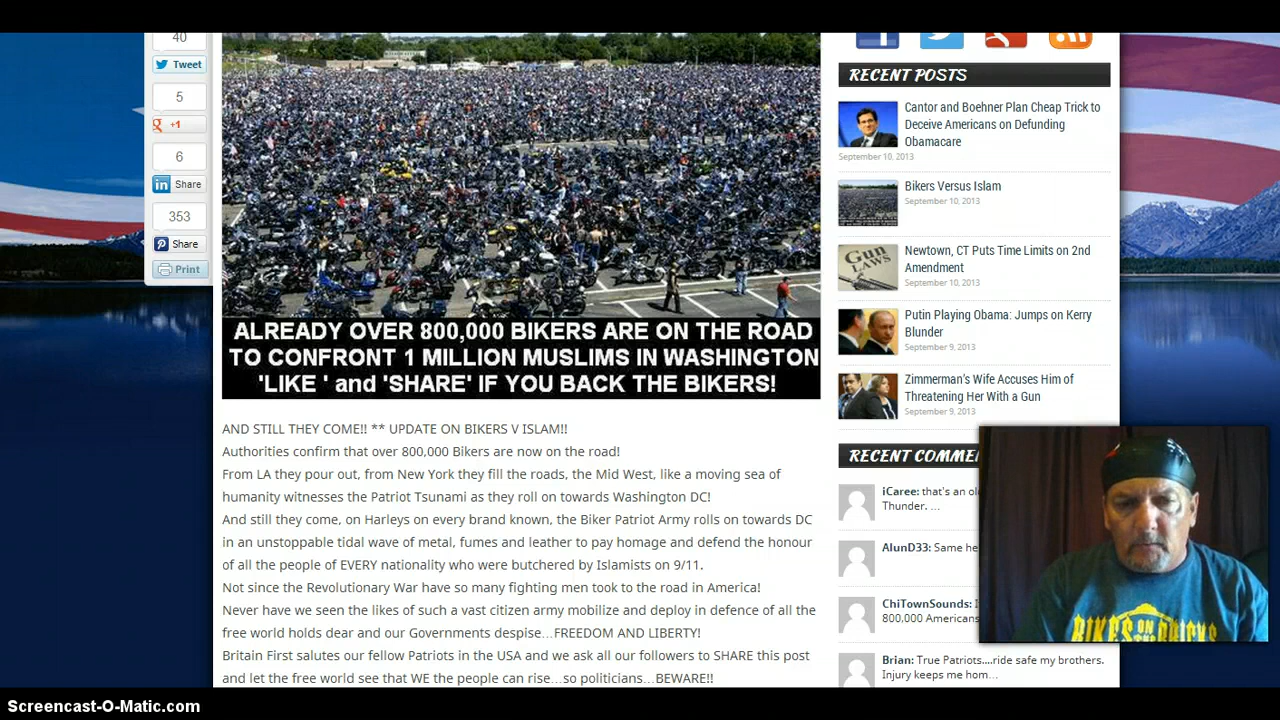 40
Tweet
5
+1
6
in Share
353
Share
Print
ALREADY OVER 800,000 BIKERS ARE ON THE ROAD
TO CONFRONT 1 MILLION MUSLIMS IN WASHINGTON
'LIKE ' and 'SHARE' IF YOU BACK THE BIKERS!
AND STILL THEY COME!! ** UPDATE ON BIKERS V ISLAM!!
Authorities confirm that over 800,000 Bikers are now on the road!
From LA they pour out, from New York they fill the roads, the Mid West, like a moving sea of
humanity witnesses the Patriot Tsunami as they roll on towards Washington DC!
And still they come, on Harleys on every brand known, the Biker Patriot Army rolls on towards DC
in an unstoppable tidal wave of metal, fumes and leather to pay homage and defend the honour
of all the people of EVERY nationality who were butchered by Islamists on 9/11.
Not since the Revolutionary War have so many fighting men took to the road in America!
Never have we seen the likes of such a vast citizen army mobilize and deploy in defence of all the
free world holds dear and our Governments despise…FREEDOM AND LIBERTY!
Britain First salutes our fellow Patriots in the USA and we ask all our followers to SHARE this post
and let the free world see that WE the people can rise…so politicians…BEWARE!!
RECENT POSTS
Cantor and Boehner Plan Cheap Trick to
Deceive Americans on Defunding
Obamacare
September 10, 2013
Bikers Versus Islam
September 10, 2013
Gun
LAWS
Newtown, CT Puts Time Limits on 2nd
Amendment
September 10, 2013
Putin Playing Obama: Jumps on Kerry
Blunder
September 9, 2013
Zimmerman's Wife Accuses Him of
Threatening Her With a Gun
September 9, 2013
RECENT COMME
iCaree: that's an ol
Thunder. …
AlunD33: Same he
ChiTownSounds:
800,000 Americans
Brian: True Patriots....ride safe my brothers.
Injury keeps me hom…
BIKES ON
BRICKS
Screencast-O-Matic.com